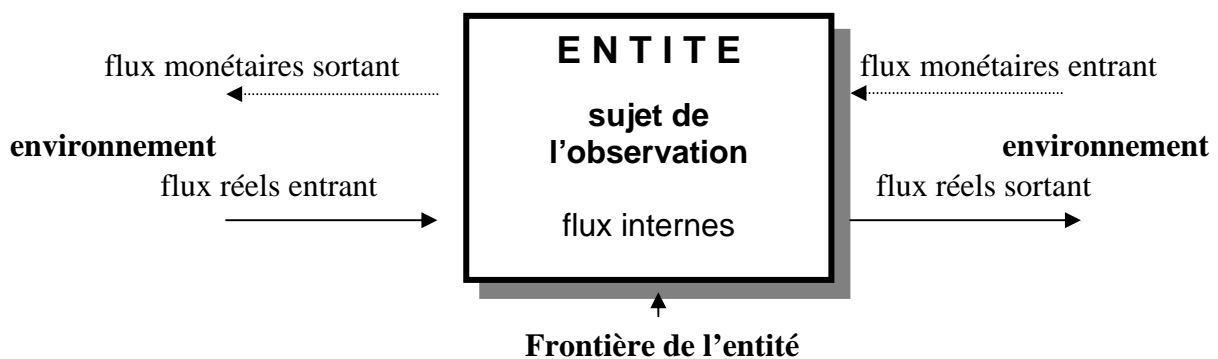 E N T I T E
flux monétaires sortant
flux monétaires entrant
sujet de
l'observation
environnement
environnement
flux réels entrant
flux réels sortant
flux internes
Frontière de l'entité